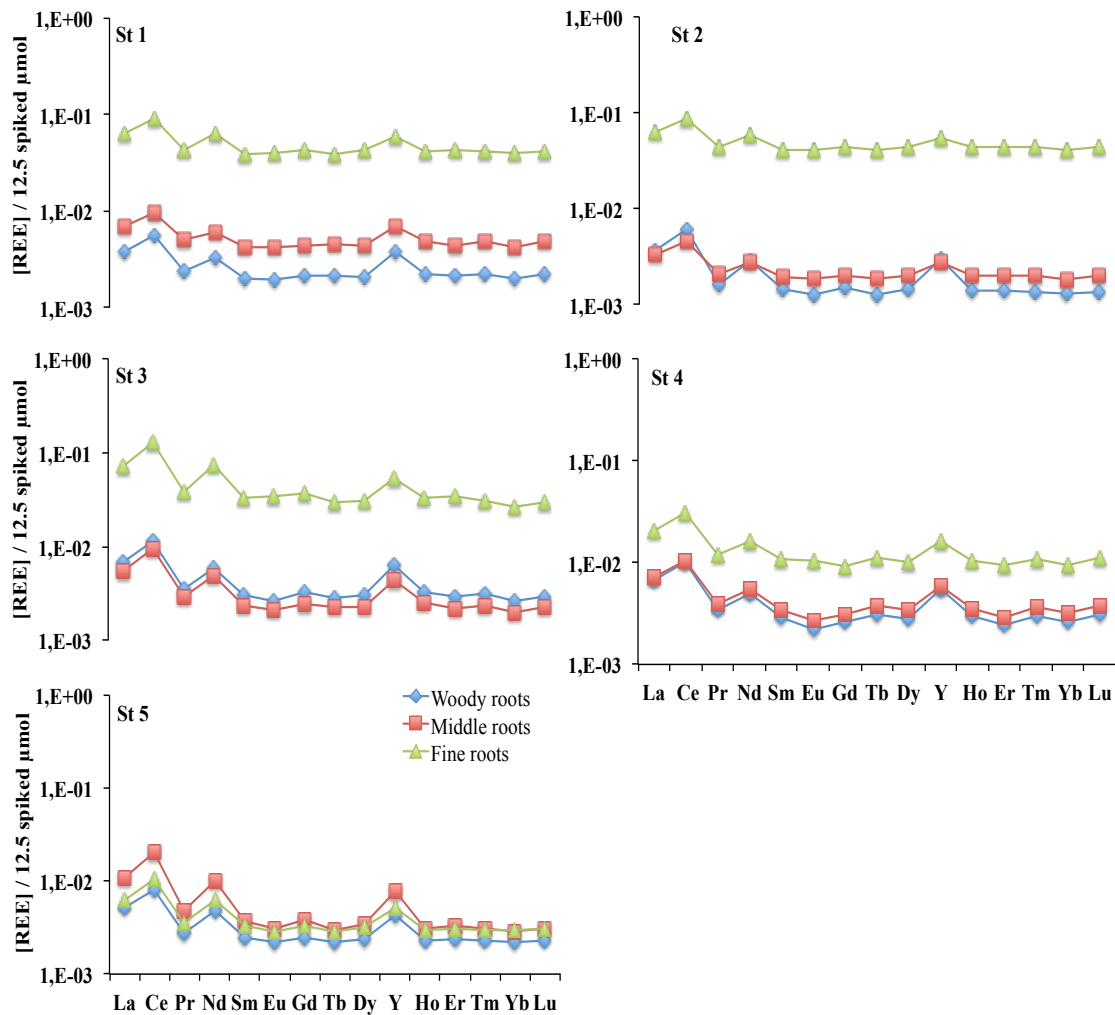 St 1
[REE] / 12.5 spiked µmol
1,E+00
1,E-01
1,E-02
1,E-03
St 2
1,E+00
1,E-01
1,E-02
1,E-03
St 3
[REE] / 12.5 spiked µmol
1,E+00
1,E-01
1,E-02
1,E-03
St 4
1,E+00
1,E-01
1,E-02
1,E-03
La Ce Pr Nd Sm Eu Gd Tb Dy Y Ho Er Tm Yb Lu
St 5
[REE] / 12.5 spiked µmol
1,E+00
1,E-01
1,E-02
1,E-03
Woody roots
Middle roots
Fine roots
La Ce Pr Nd Sm Eu Gd Tb Dy Y Ho Er Tm Yb Lu